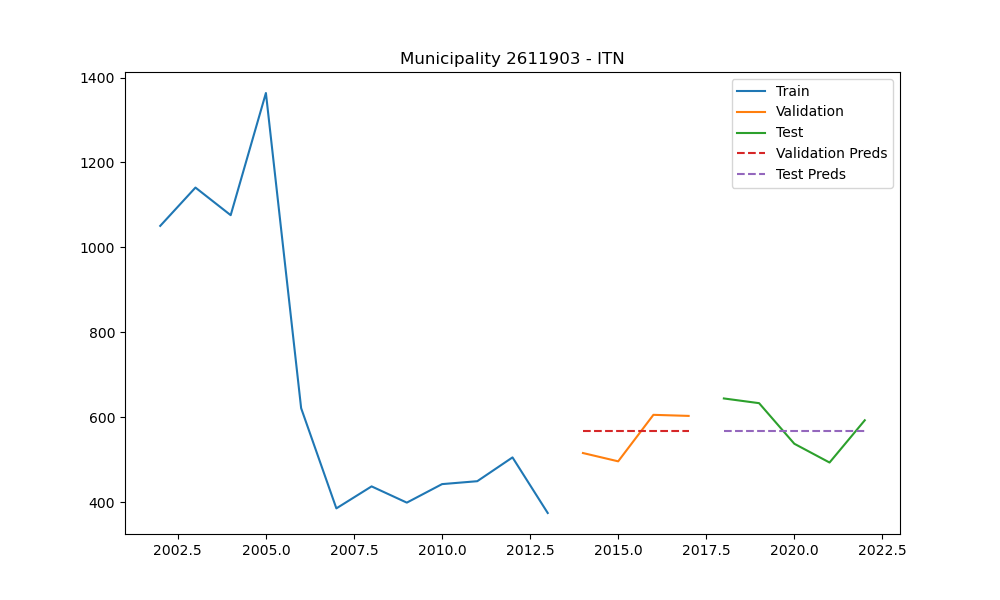 Municipality 2611903 - ITN
1400
1200
1000
800
600
400
Train
Validation
Test
Validation Preds
Test Preds
2002.5 2005.0 2007.5 2010.0 2012.5 2015.0 2017.5 2020.0 2022.5